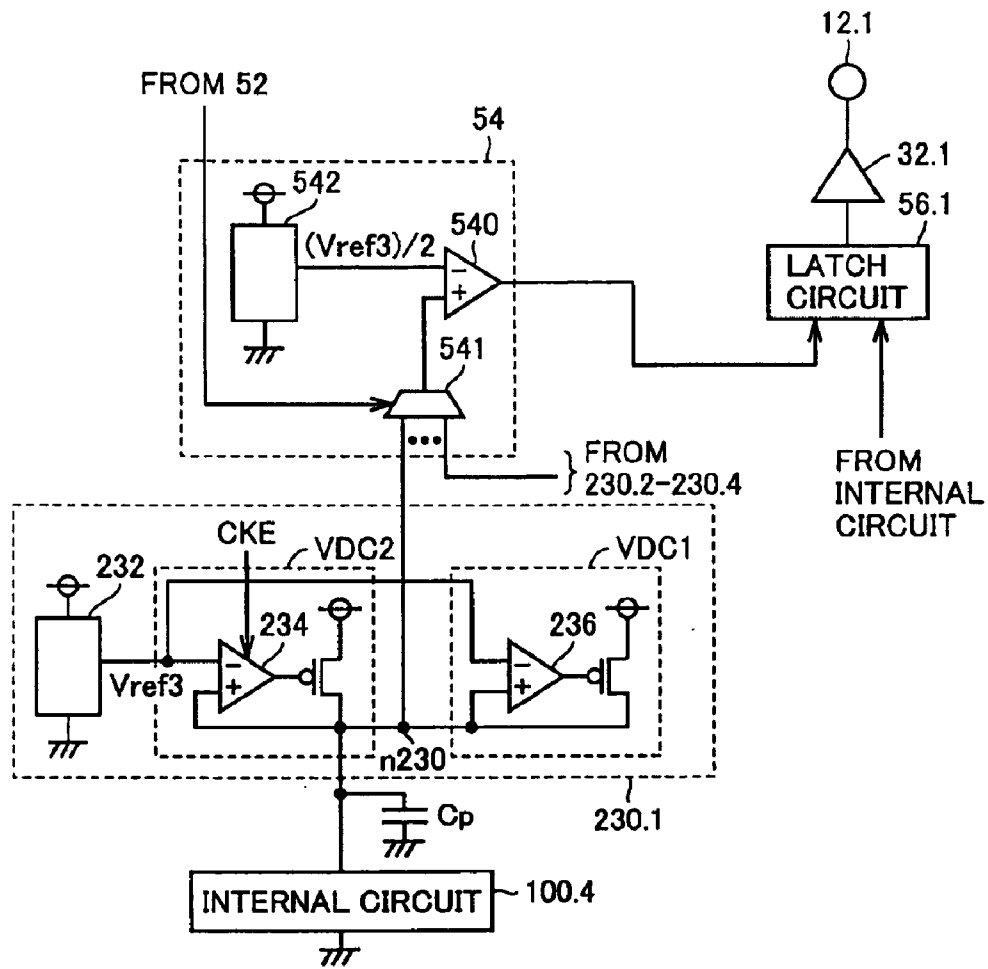 12.1
FROM 52
54
32.1
542
540
56.1
(Vref3)/2
−
+
LATCH
CIRCUIT
541
•••
FROM
230.2-230.4
FROM
INTERNAL
CIRCUIT
CKE
VDC2
VDC1
232
234
236
−
+
−
+
Vref3
n230
230.1
Cp
INTERNAL CIRCUIT
100.4